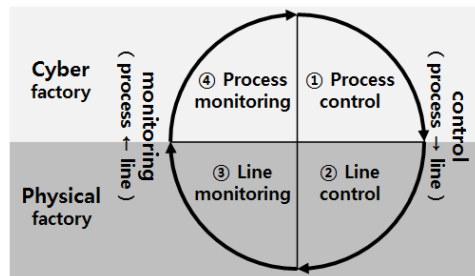 Cyber
factory
Physical
factory
monitoring
( process ← line )
④ Process
monitoring
① Process
control
③ Line
monitoring
② Line
control
control
( process → line )